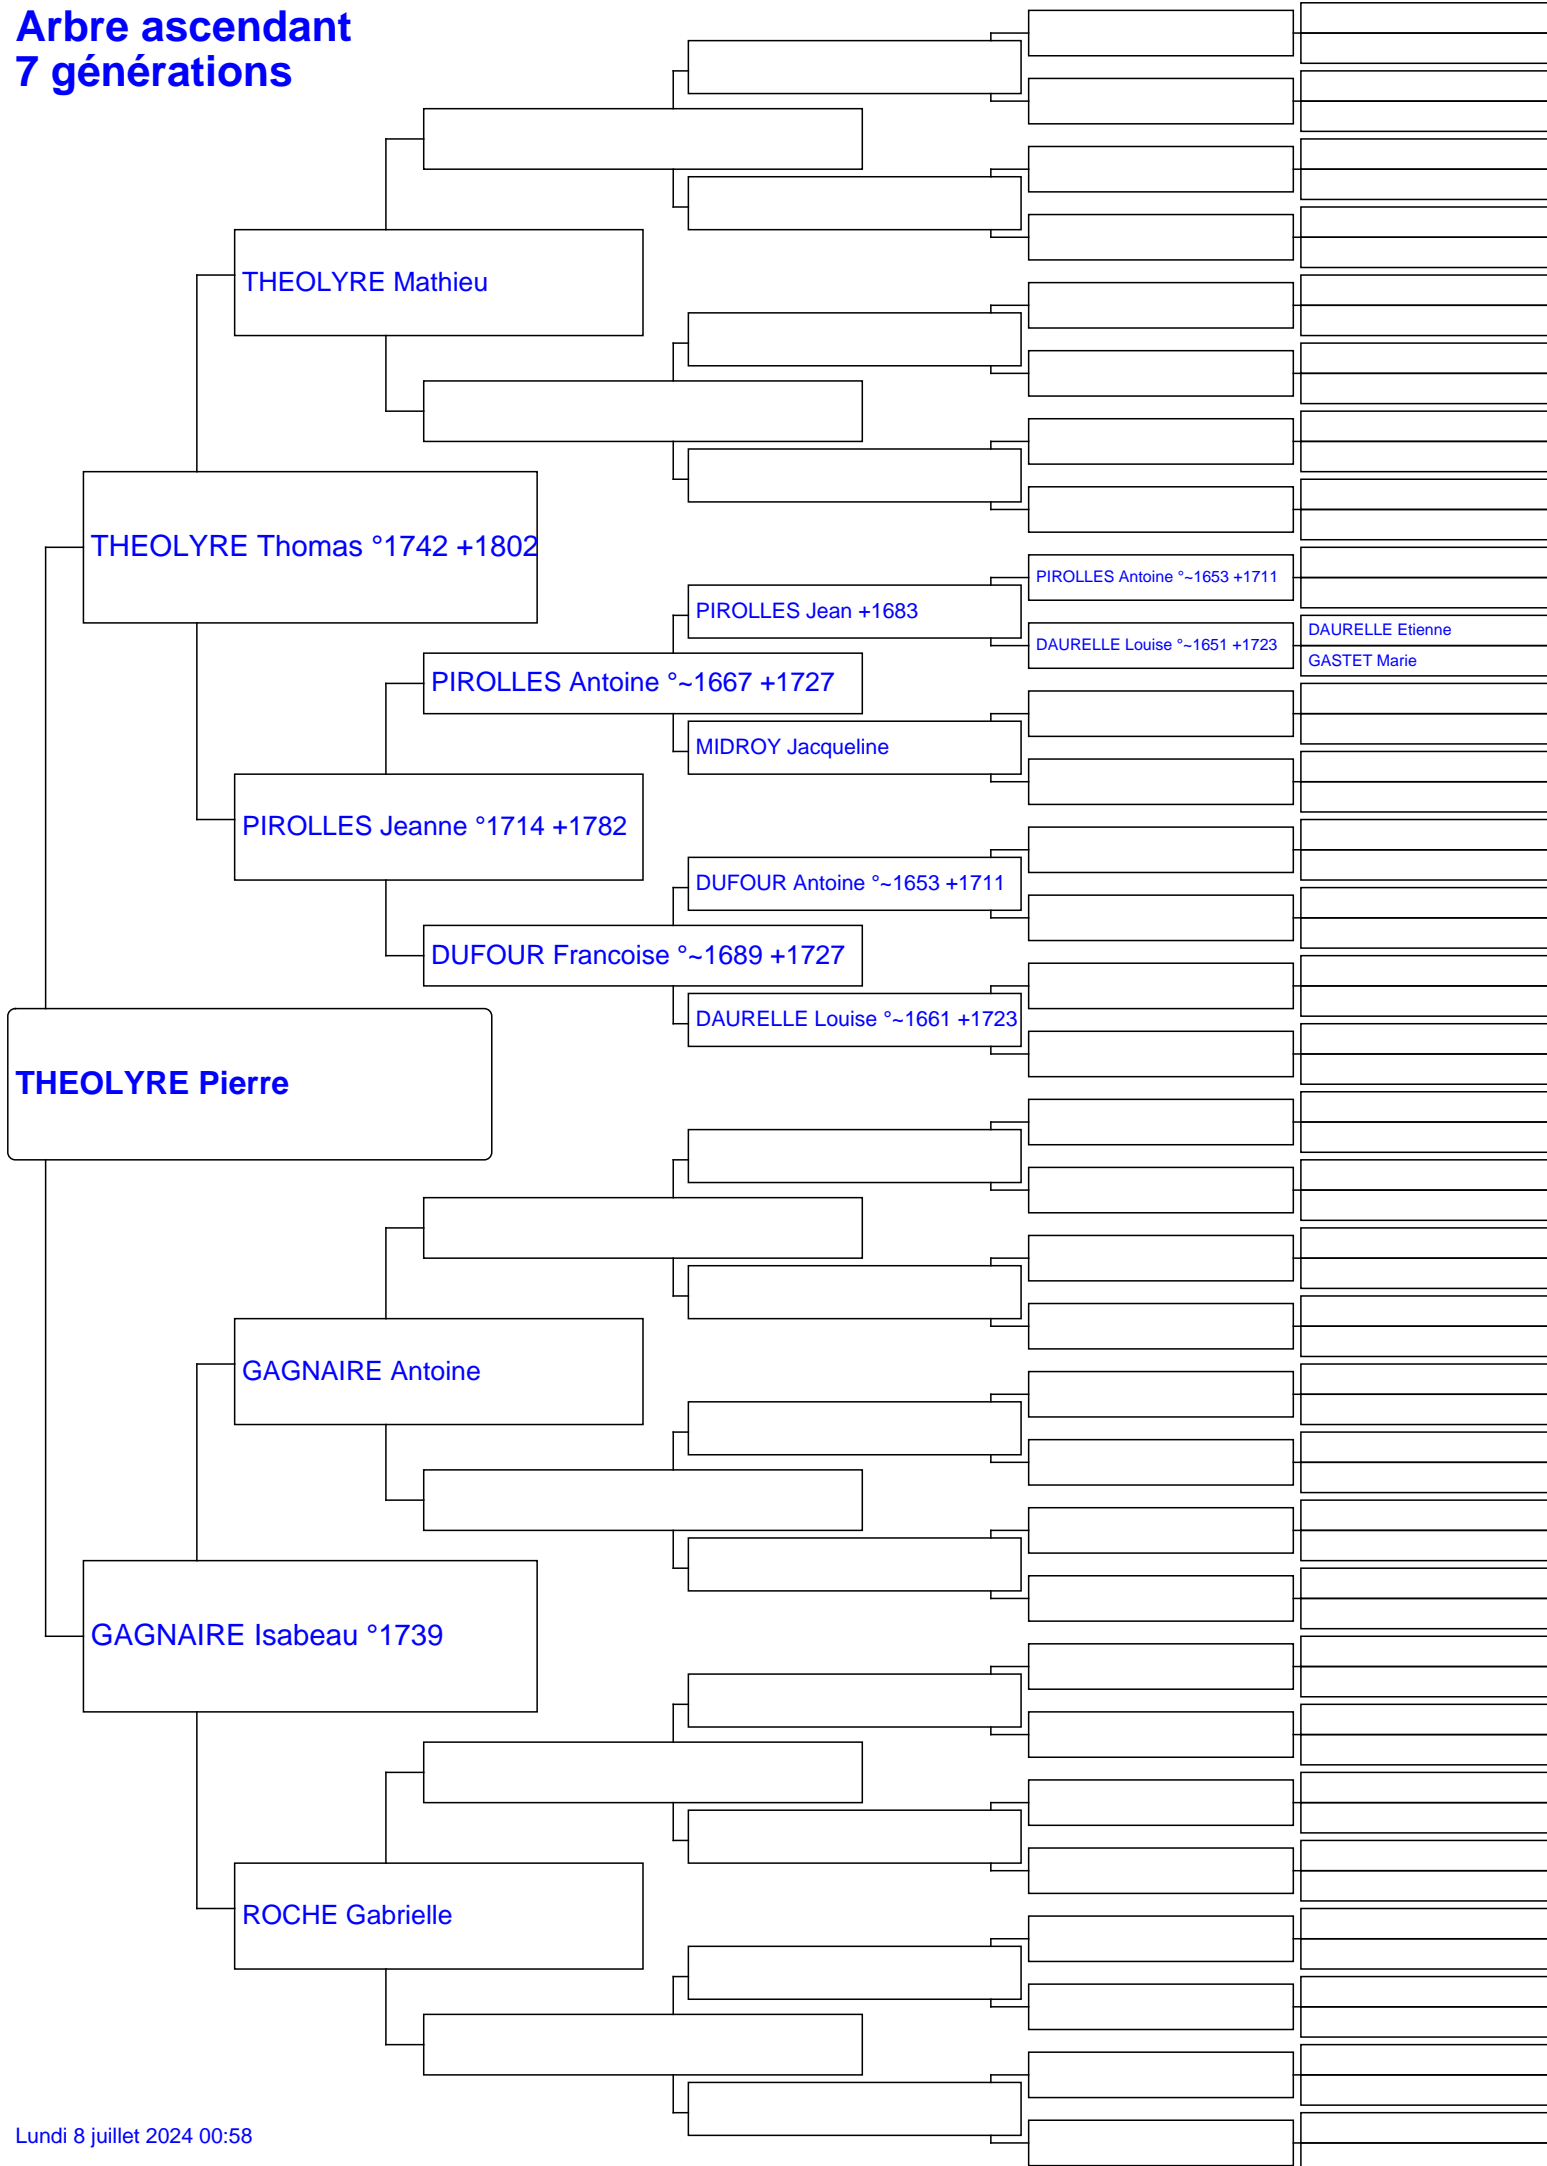 Arbre ascendant
7 générations
THEOLYRE Mathieu
THEOLYRE Thomas °1742 +1802
PIROLLES Antoine °~1653 +1711
PIROLLES Jean +1683
DAURELLE Etienne
DAURELLE Louise °~1651 +1723
GASTET Marie
PIROLLES Antoine °~1667 +1727
MIDROY Jacqueline
PIROLLES Jeanne °1714 +1782
DUFOUR Antoine °~1653 +1711
DUFOUR Francoise °~1689 +1727
DAURELLE Louise °~1661 +1723
THEOLYRE Pierre
GAGNAIRE Antoine
GAGNAIRE Isabeau °1739
ROCHE Gabrielle
Lundi 8 juillet 2024 00:58